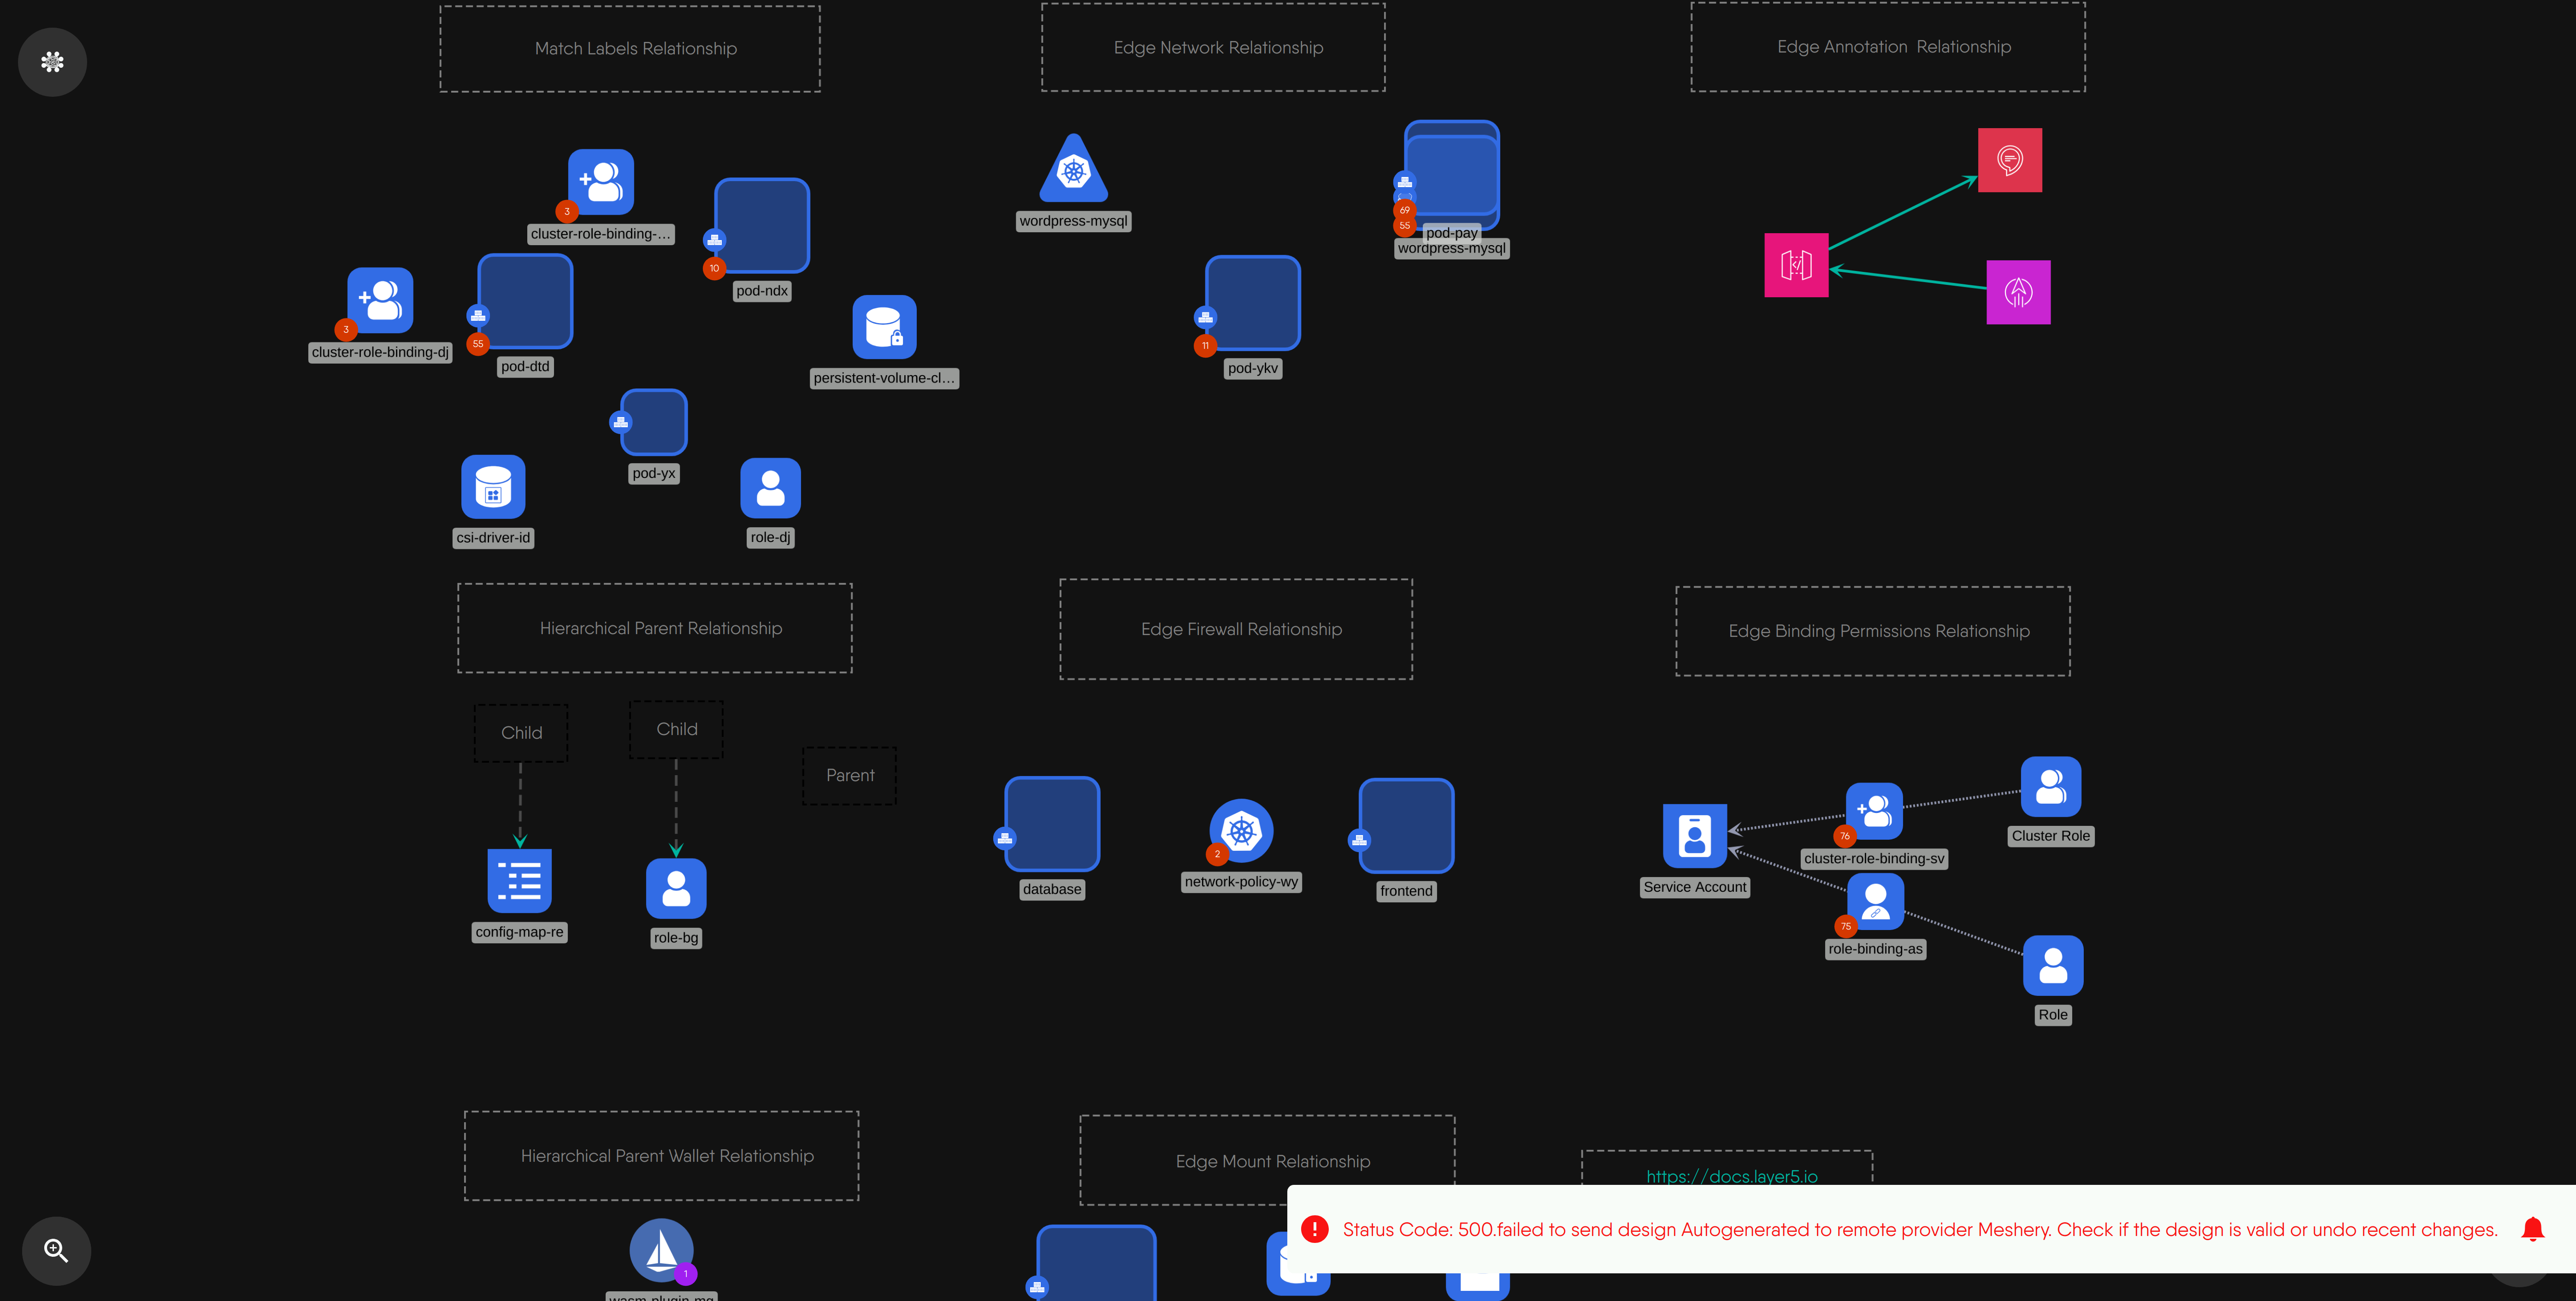 Match Labels Relationship
Edge Network Relationship
Edge Annotation  Relationship
3
cluster-role-binding-...
10
pod-ndx
3
cluster-role-binding-dj
55
pod-dtd
persistent-volume-cl...
pod-yx
csi-driver-id
role-dj
wordpress-mysql
69
55
pod-pay
wordpress-mysql
11
pod-ykv
Hierarchical Parent Relationship
Edge Firewall Relationship
Edge Binding Permissions Relationship
Child
Child
Parent
config-map-re
role-bg
database
2
network-policy-wy
frontend
Service Account
76
cluster-role-binding-sv
Cluster Role
75
role-binding-as
Role
Hierarchical Parent Wallet Relationship
Edge Mount Relationship
https://docs.layer5.io
1
wasm-plugin-mg
Status Code: 500.failed to send design Autogenerated to remote provider Meshery. Check if the design is valid or undo recent changes.